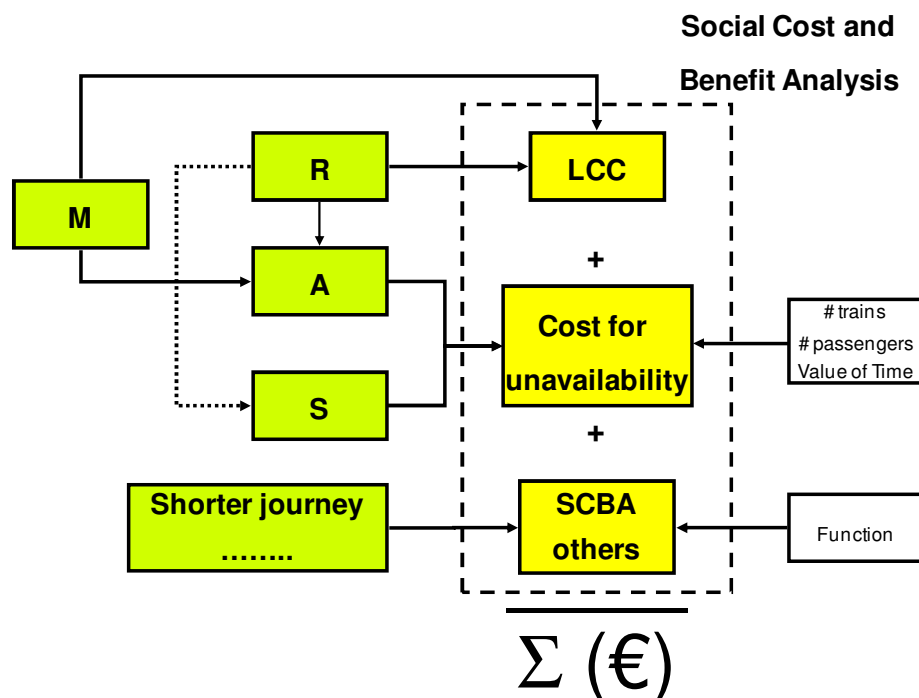 Social Cost and
Benefit Analysis
R
LCC
M
+
A
Cost for
unavailability
# trains
# passengers
Value of Time
S
+
Shorter journey
........
SCBA
others
Function
Σ (€)